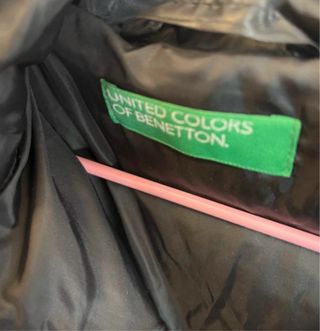 UNITED COLORS
OF BENETTON.